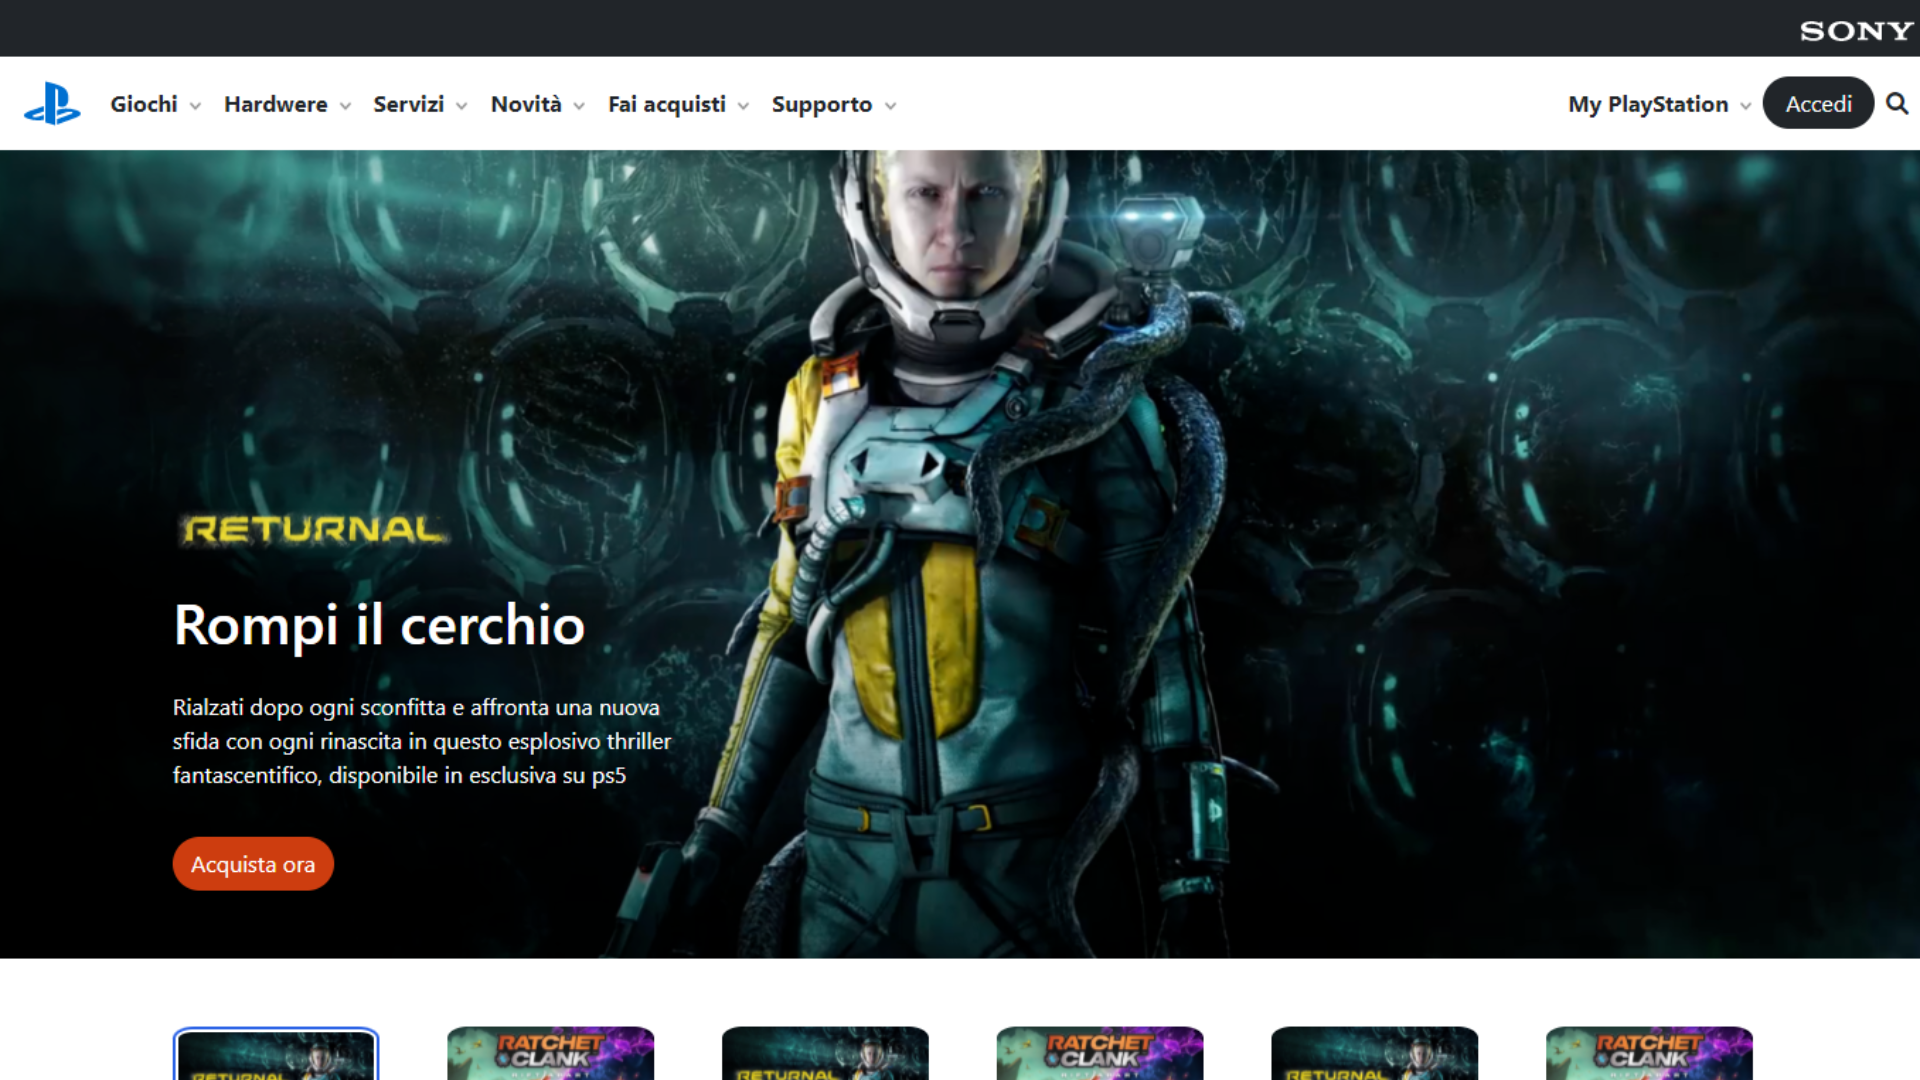 SONY
Giochi Hardwere Servizi Novità Fai acquisti Supporto My PlayStation Accedi
RETURNAL
Rompi il cerchio
Rialzati dopo ogni sconfitta e affronta una nuova
sfida con ogni rinascita in questo esplosivo thriller
fantascentifico, disponibile in esclusiva su ps5
Acquista ora
RETURNAL RATCHET CLANK RETURNAL RATCHET CLANK RETURNAL RATCHET CLANK